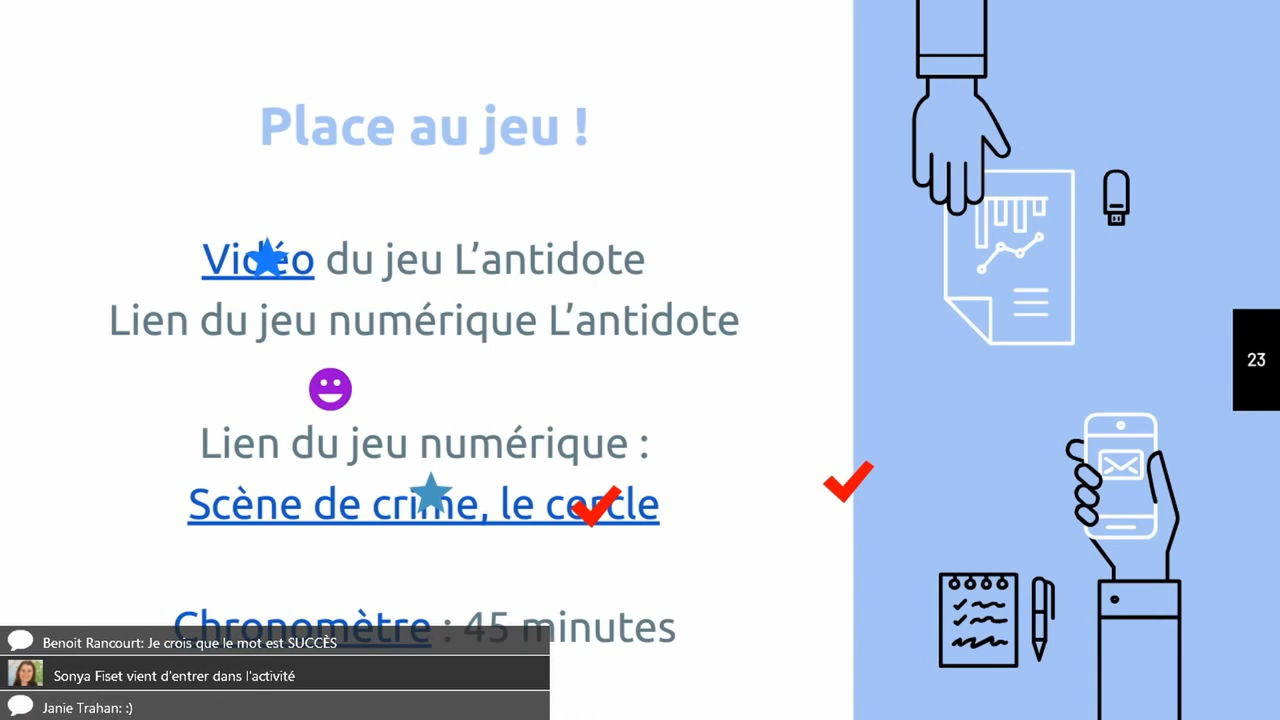 Place au jeu !
Vidéo du jeu L’antidote
Lien du jeu numérique L’antidote
Lien du jeu numérique :
Scène de crime, le cercle
Chronomètre : 45 minutes
23
Benoit Rancourt: Je crois que le mot est SUCCÈS
Sonya Fiset vient d'entrer dans l'activité
Janie Trahan: :)